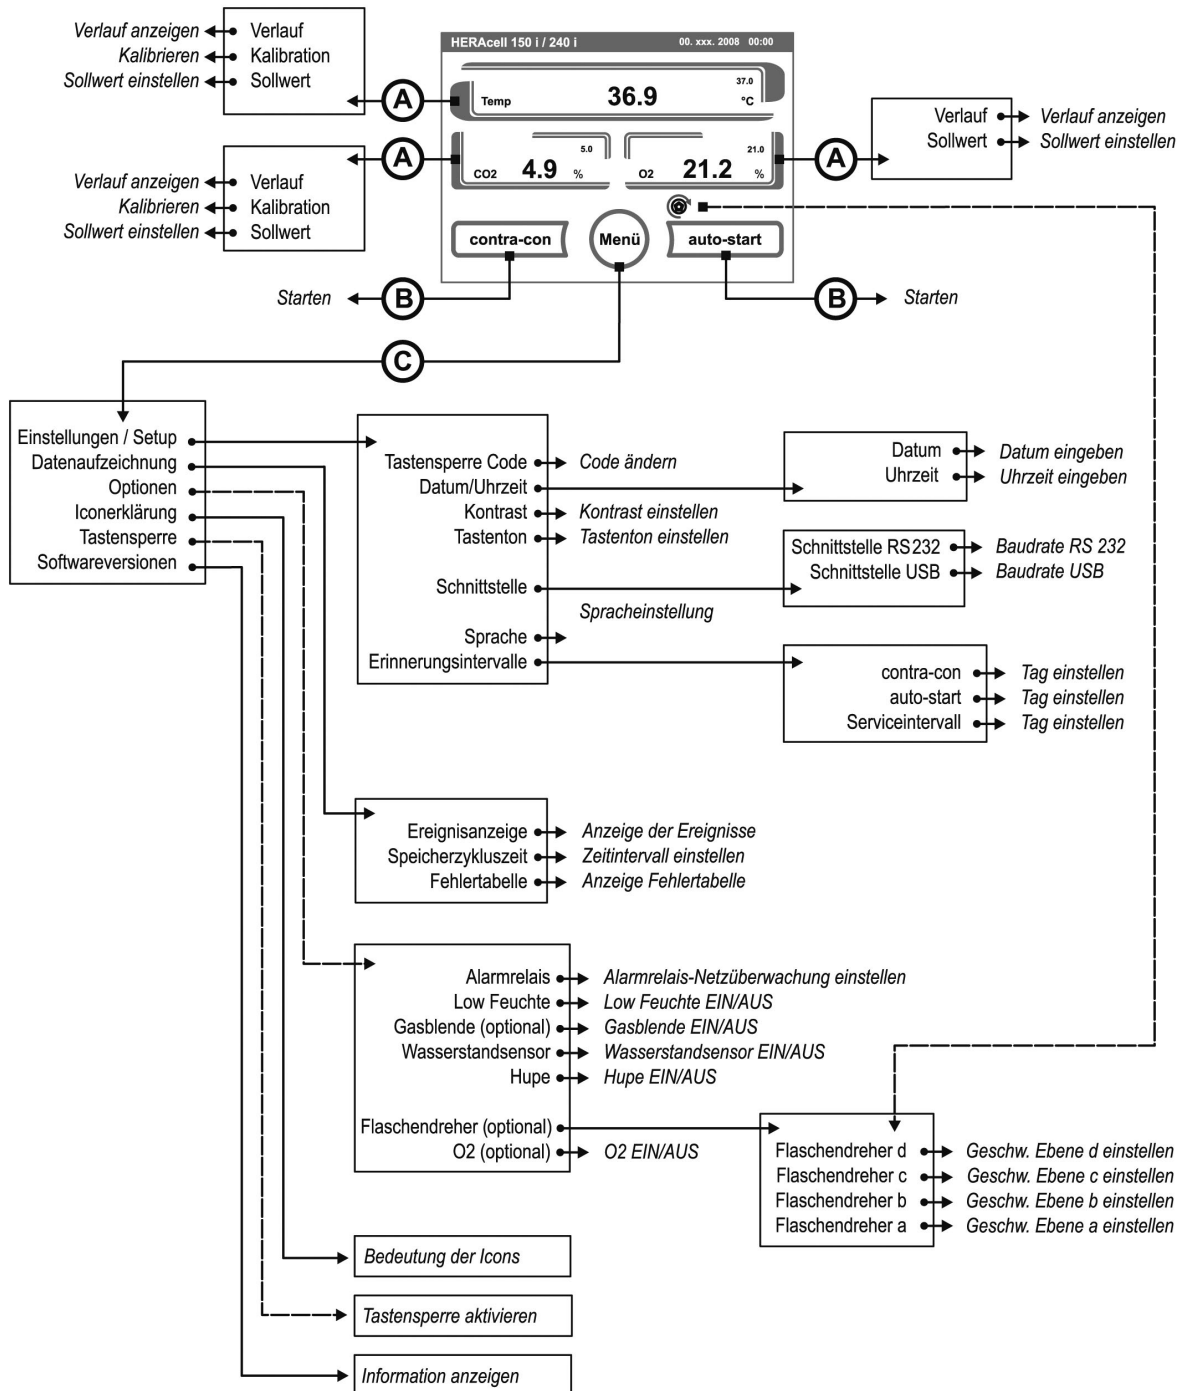 Verlauf anzeigen Verlauf
Kalibrieren Kalibration
Sollwert einstellen Sollwert
A
HERAcell 150 i / 240 i 00. xxx. 2008 00:00
37.0
Temp 36.9 °C
A
5.0
CO2 4.9 %
21.0
O2 21.2 %
A
Verlauf Verlauf anzeigen
Sollwert Sollwert einstellen
Verlauf anzeigen Verlauf
Kalibrieren Kalibration
Sollwert einstellen Sollwert
contra-con Menü auto-start
Starten B
B Starten
C
Einstellungen / Setup
Datenaufzeichnung
Optionen
Iconerklärung
Tastensperre
Softwareversionen
Tastensperre Code Code ändern
Datum/Uhrzeit
Kontrast Kontrast einstellen
Tastenton Tastenton einstellen
Schnittstelle
Spracheinstellung
Sprache
Erinnerungsintervalle
Datum Datum eingeben
Uhrzeit Uhrzeit eingeben
Schnittstelle RS232 Baudrate RS 232
Schnittstelle USB Baudrate USB
contra-con Tag einstellen
auto-start Tag einstellen
Serviceintervall Tag einstellen
Ereignisanzeige Anzeige der Ereignisse
Speicherzykluszeit Zeitintervall einstellen
Fehlertabelle Anzeige Fehlertabelle
Alarmrelais Alarmrelais-Netzüberwachung einstellen
Low Feuchte Low Feuchte EIN/AUS
Gasblende (optional) Gasblende EIN/AUS
Wasserstandsensor Wasserstandsensor EIN/AUS
Hupe Hupe EIN/AUS
Flaschendreher (optional)
O2 (optional) O2 EIN/AUS
Flaschendreher d Geschw. Ebene d einstellen
Flaschendreher c Geschw. Ebene c einstellen
Flaschendreher b Geschw. Ebene b einstellen
Flaschendreher a Geschw. Ebene a einstellen
Bedeutung der Icons
Tastensperre aktivieren
Information anzeigen